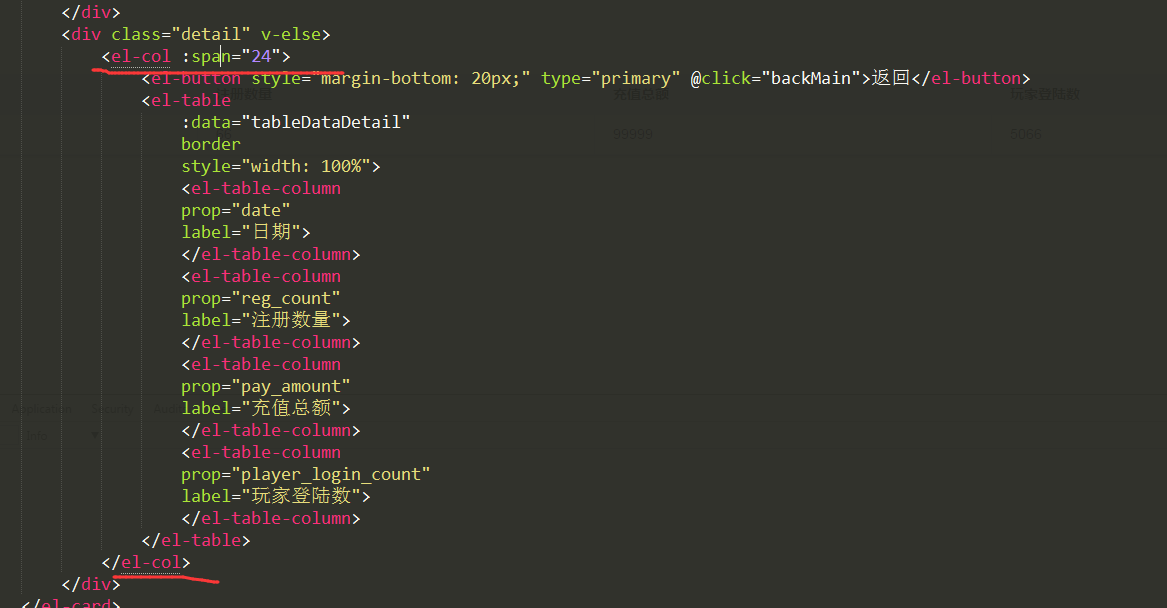 </div>
<div class="detail" v-else>
<el-col :span="24">
<el-button style="margin-bottom: 20px;" type="primary" @click="backMain">返回</el-button>
<el-table
:data="tableDataDetail"
border
style="width: 100%">
<el-table-column
prop="date"
label="日期">
</el-table-column>
<el-table-column
prop="reg_count"
label="注册数量">
</el-table-column>
<el-table-column
prop="pay_amount"
label="充值总额">
</el-table-column>
<el-table-column
prop="player_login_count"
label="玩家登陆数">
</el-table-column>
</el-table>
</el-col>
</div>
</el-card>